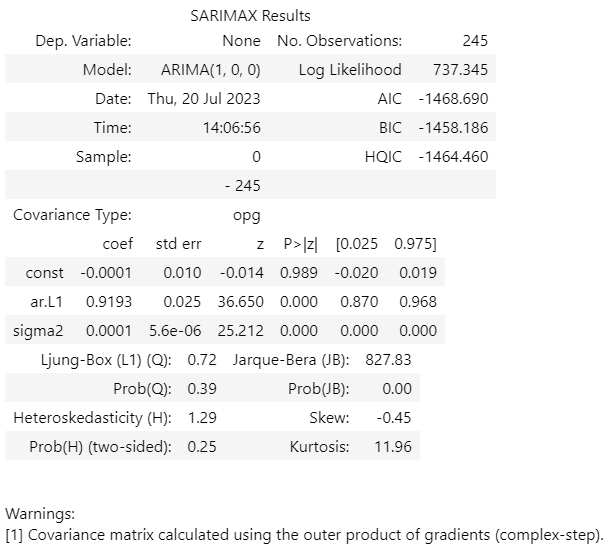 SARIMAX Results
Dep. Variable: None No. Observations: 245
Model: ARIMA(1, 0, 0) Log Likelihood 737.345
Date: Thu, 20 Jul 2023 AIC -1468.690
Time: 14:06:56 BIC -1458.186
Sample: 0 HQIC -1464.460
- 245
Covariance Type: opg
coef std err z P>|z| [0.025 0.975]
const -0.0001 0.010 -0.014 0.989 -0.020 0.019
ar.L1 0.9193 0.025 36.650 0.000 0.870 0.968
sigma2 0.0001 5.6e-06 25.212 0.000 0.000 0.000
Ljung-Box (L1) (Q): 0.72 Jarque-Bera (JB): 827.83
Prob(Q): 0.39 Prob(JB): 0.00
Heteroskedasticity (H): 1.29 Skew: -0.45
Prob(H) (two-sided): 0.25 Kurtosis: 11.96
Warnings:
[1] Covariance matrix calculated using the outer product of gradients (complex-step).